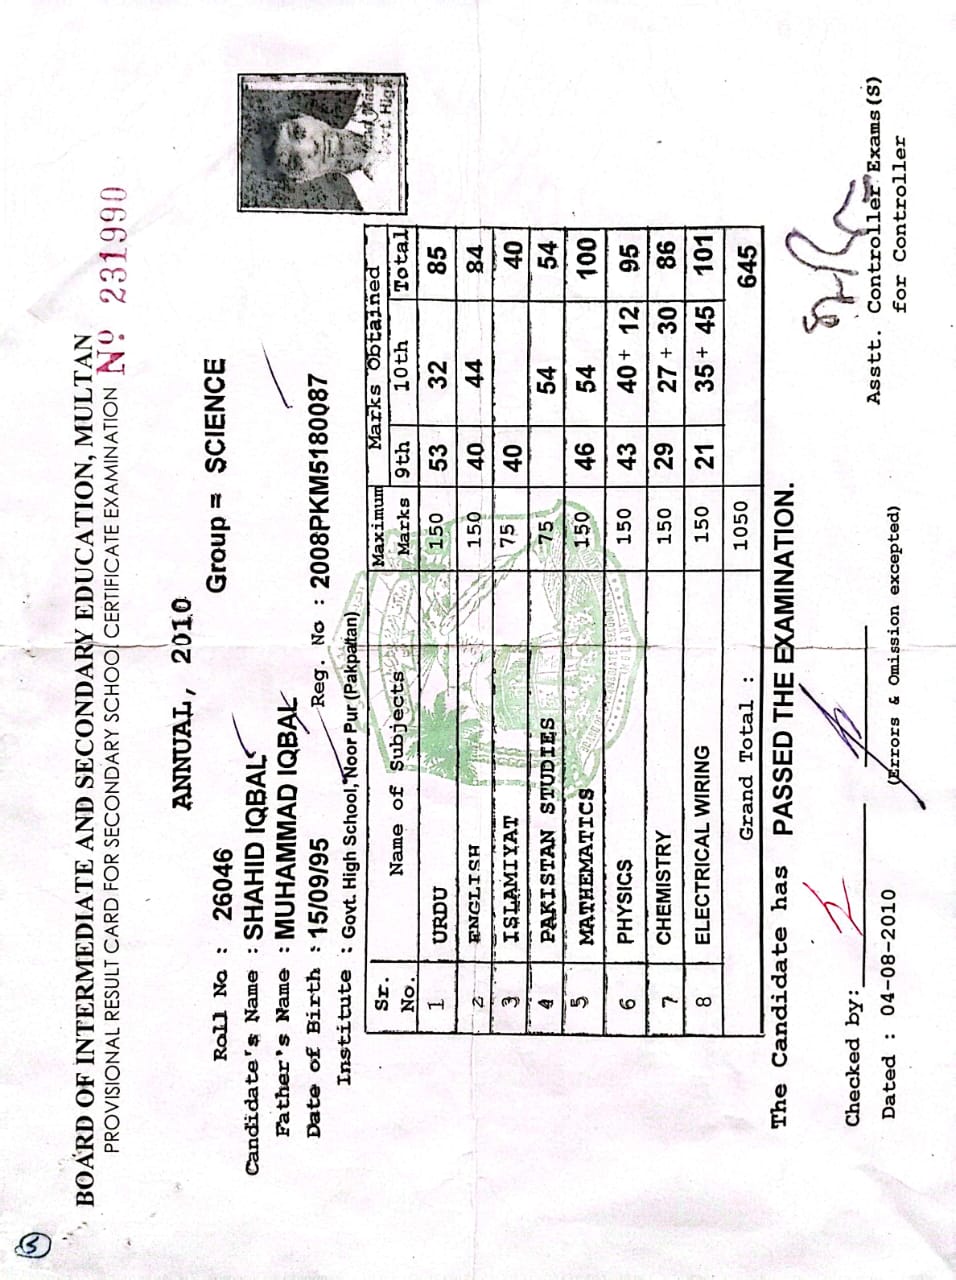 5
BOARD OF INTERMEDIATE AND SECONDARY EDUCATION, MULTAN
PROVISIONAL RESULT CARD FOR SECONDARY SCHOOL CERTIFICATE EXAMINATION Nº 231990
ANNUAL, 2010
Roll No : 26046 Group = SCIENCE
Candidate's Name : SHAHID IQBAL
Father's Name : MUHAMMAD IQBAL
Date of Birth : 15/09/95 Reg. No : 2008PKM5180087
Institute : Govt. High School, Noor Pur (Pakpattan)
Sr. No. Name of Subjects Maximum Marks Marks Obtained 9th 10th Total
1 URDU 150 53 32 85
2 ENGLISH 150 40 44 84
3 ISLAMIYAT 75 40 40
4 PAKISTAN STUDIES 75 54 54
5 MATHEMATICS 150 46 54 100
6 PHYSICS 150 43 40 + 12 95
7 CHEMISTRY 150 29 27 + 30 86
8 ELECTRICAL WIRING 150 21 35 + 45 101
Grand Total : 1050 645
The Candidate has PASSED THE EXAMINATION.
Checked by:
Asstt. Controller Exams(S)
Dated : 04-08-2010 (Errors & Omission excepted) for Controller